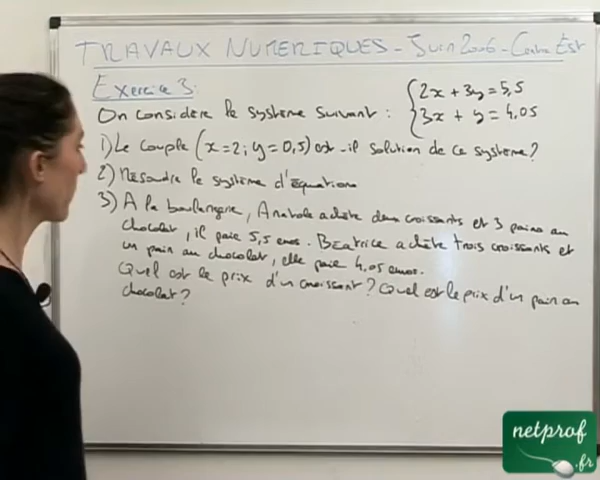 TRAVAUX NUMERIQUES - Juin 2006 - Centre Est
Exercice 3:
On considère le système suivant : { 2x + 3y = 5,5
3x + y = 4,05
1) Le couple (x=2; y=0,5) est-il solution de ce système?
2) Résoudre le système d'équations
3) A la boulangerie, Anatole achète deux croissants et 3 pains au
chocolat, il paie 5,5 euros. Béatrice achète trois croissants et
un pain au chocolat, elle paie 4,05 euros.
Quel est le prix d'un croissant? Quel est le prix d'un pain au
chocolat?
netprof
.fr